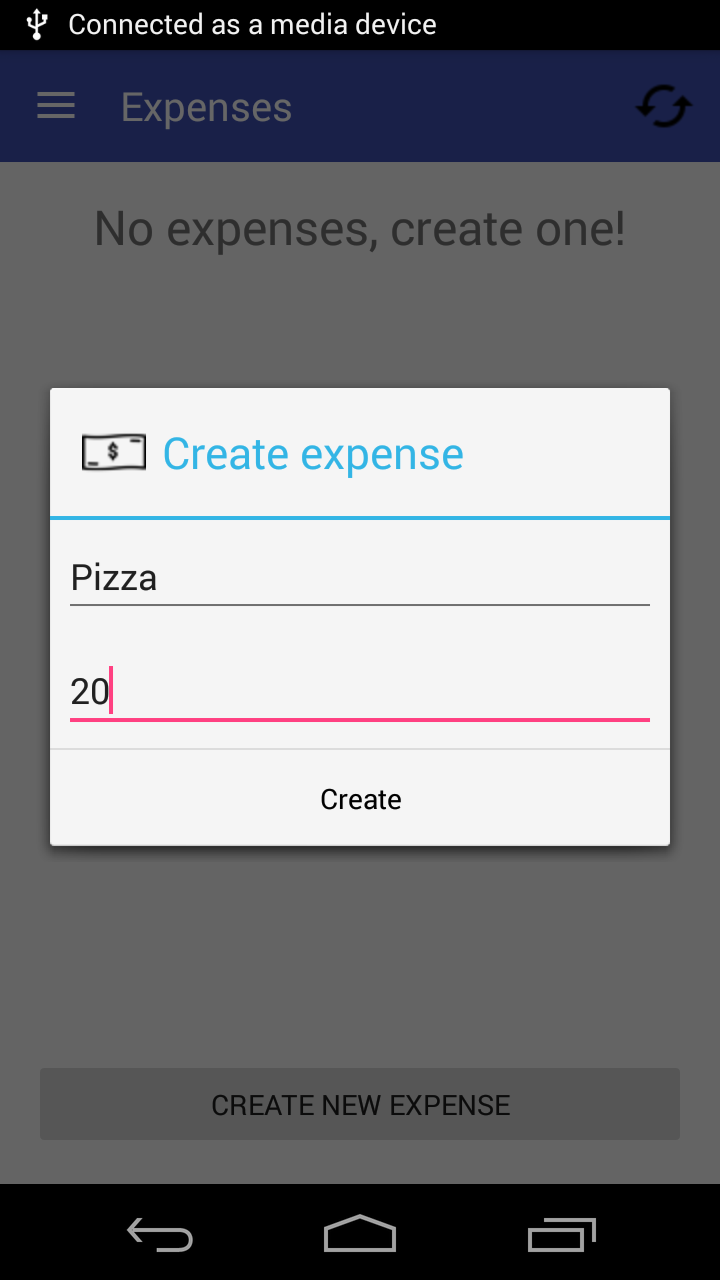 Connected as a media device
Expenses
No expenses, create one!
$ Create expense
Pizza
20
Create
CREATE NEW EXPENSE